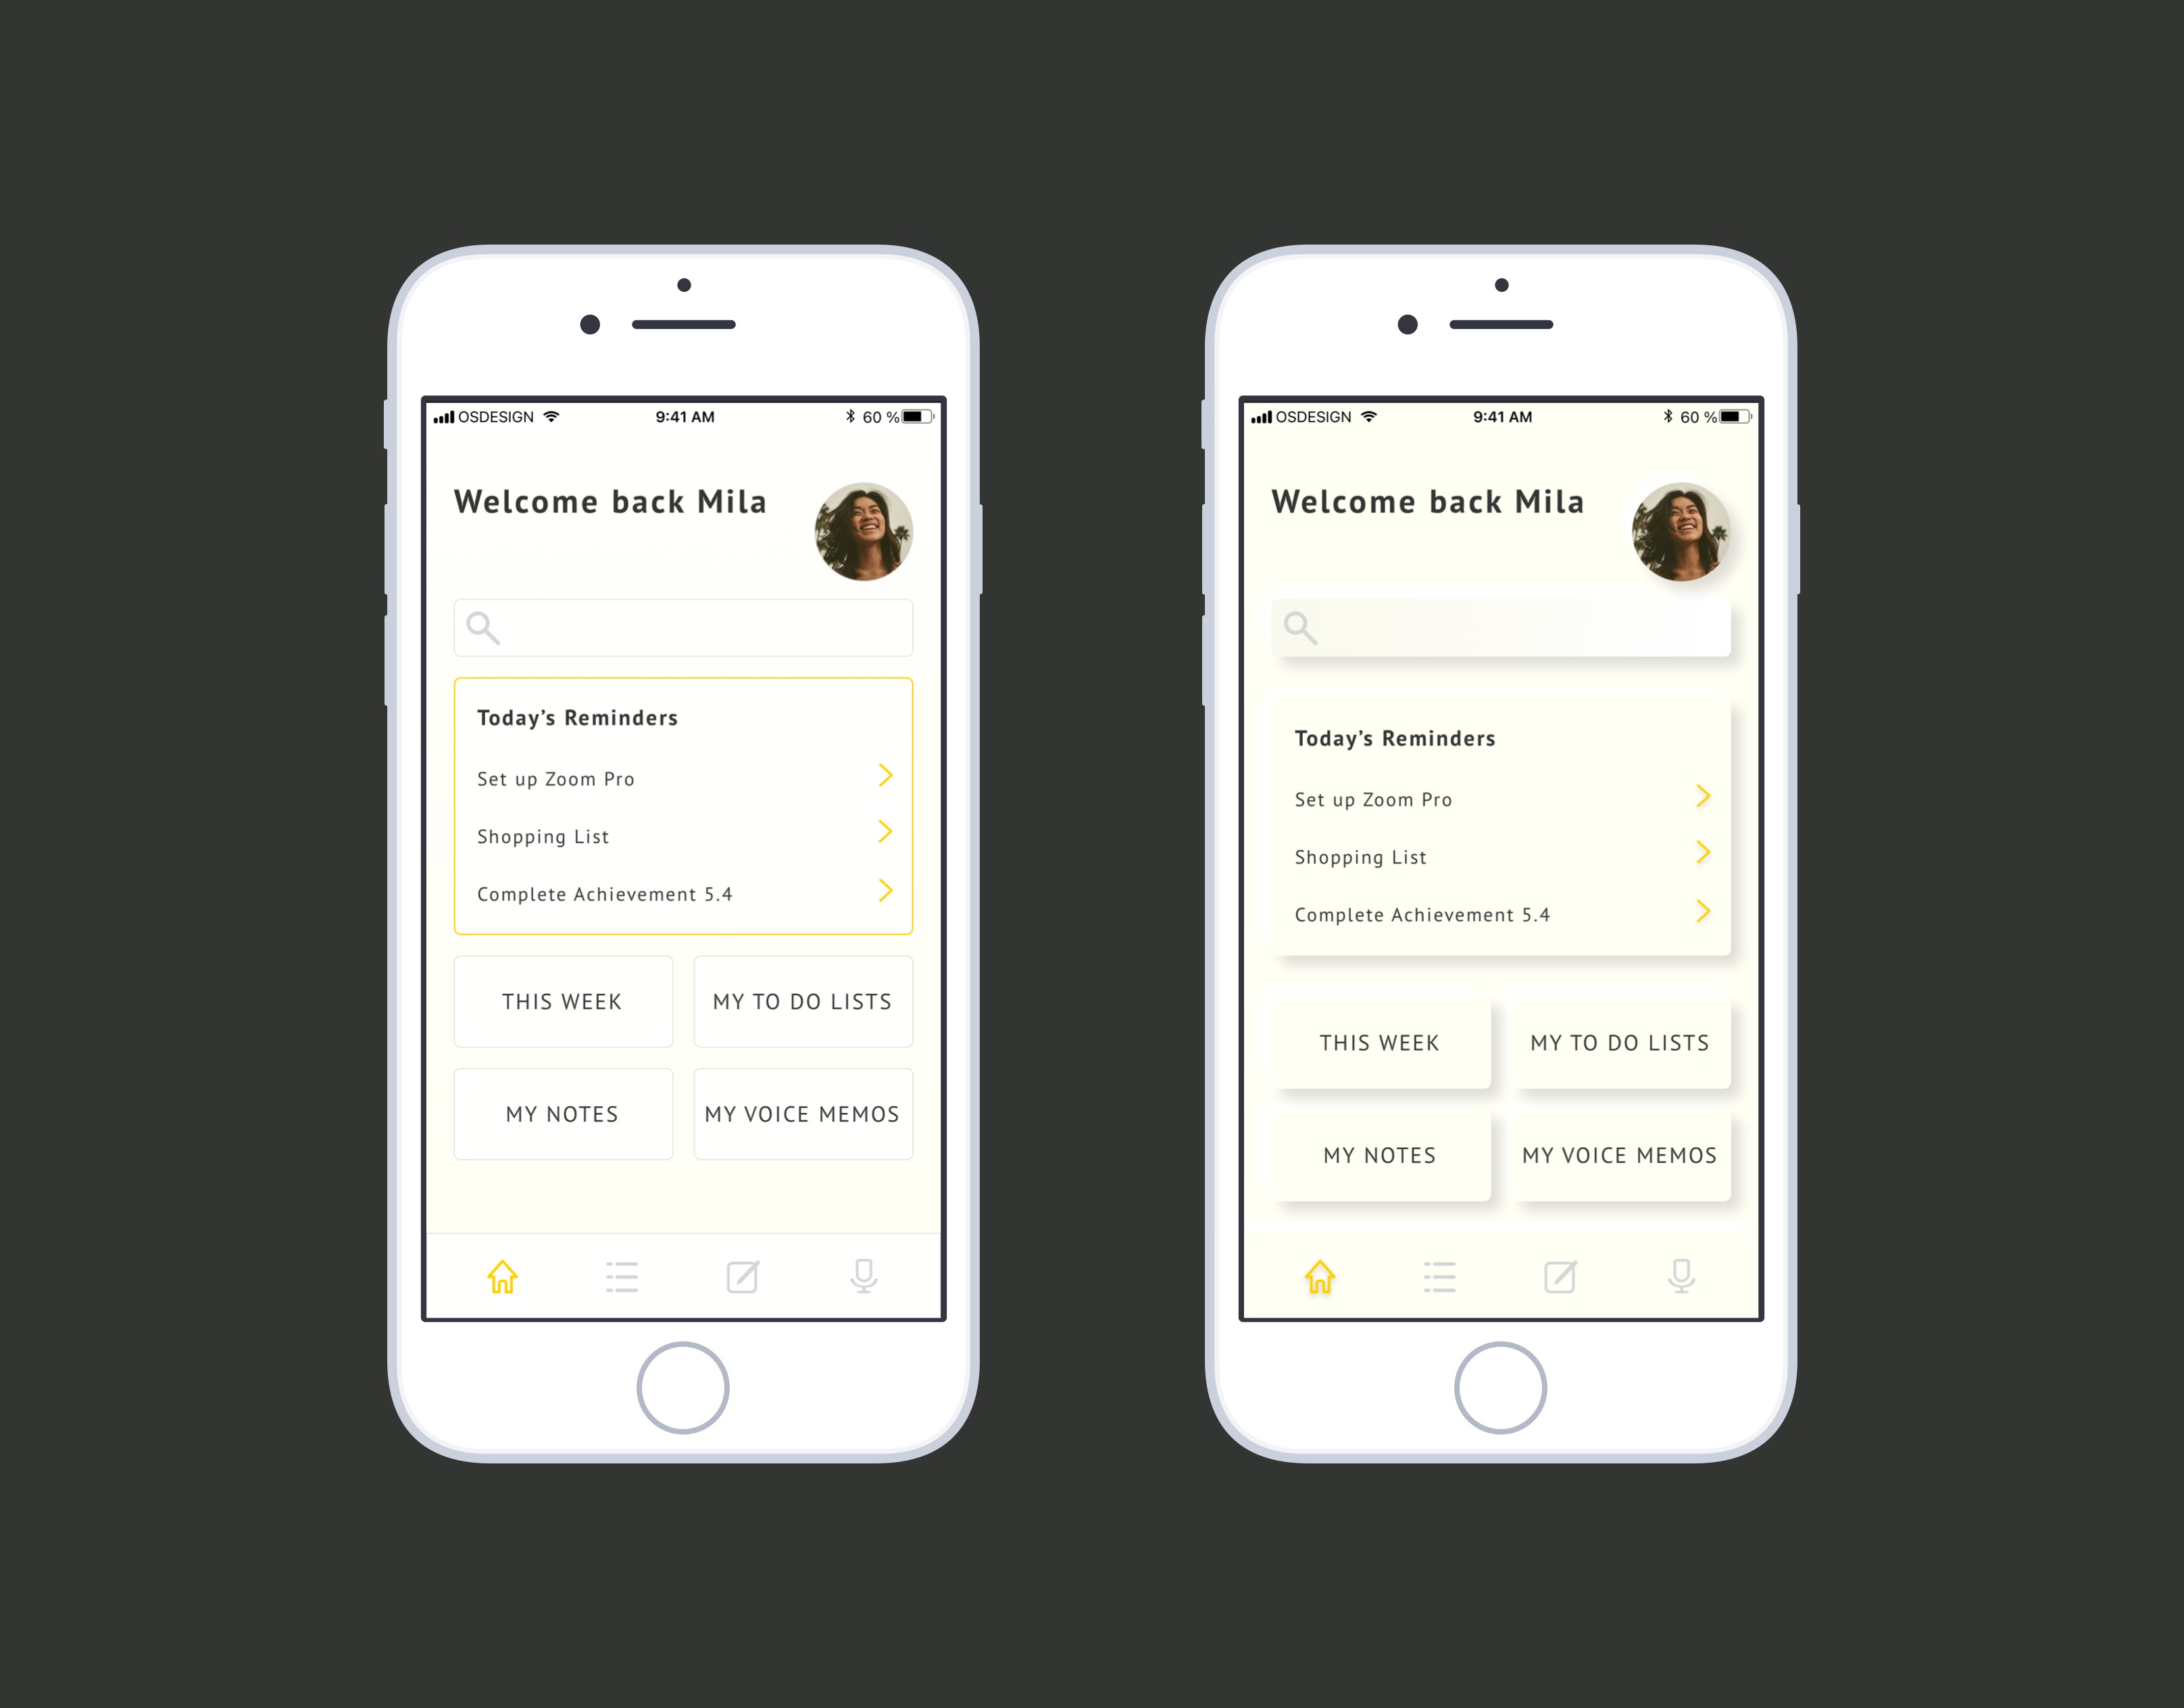 OSDESIGN 9:41 AM 60 %
Welcome back Mila
Today’s Reminders
Set up Zoom Pro
Shopping List
Complete Achievement 5.4
THIS WEEK MY TO DO LISTS
MY NOTES MY VOICE MEMOS
OSDESIGN 9:41 AM 60 %
Welcome back Mila
Today’s Reminders
Set up Zoom Pro
Shopping List
Complete Achievement 5.4
THIS WEEK MY TO DO LISTS
MY NOTES MY VOICE MEMOS